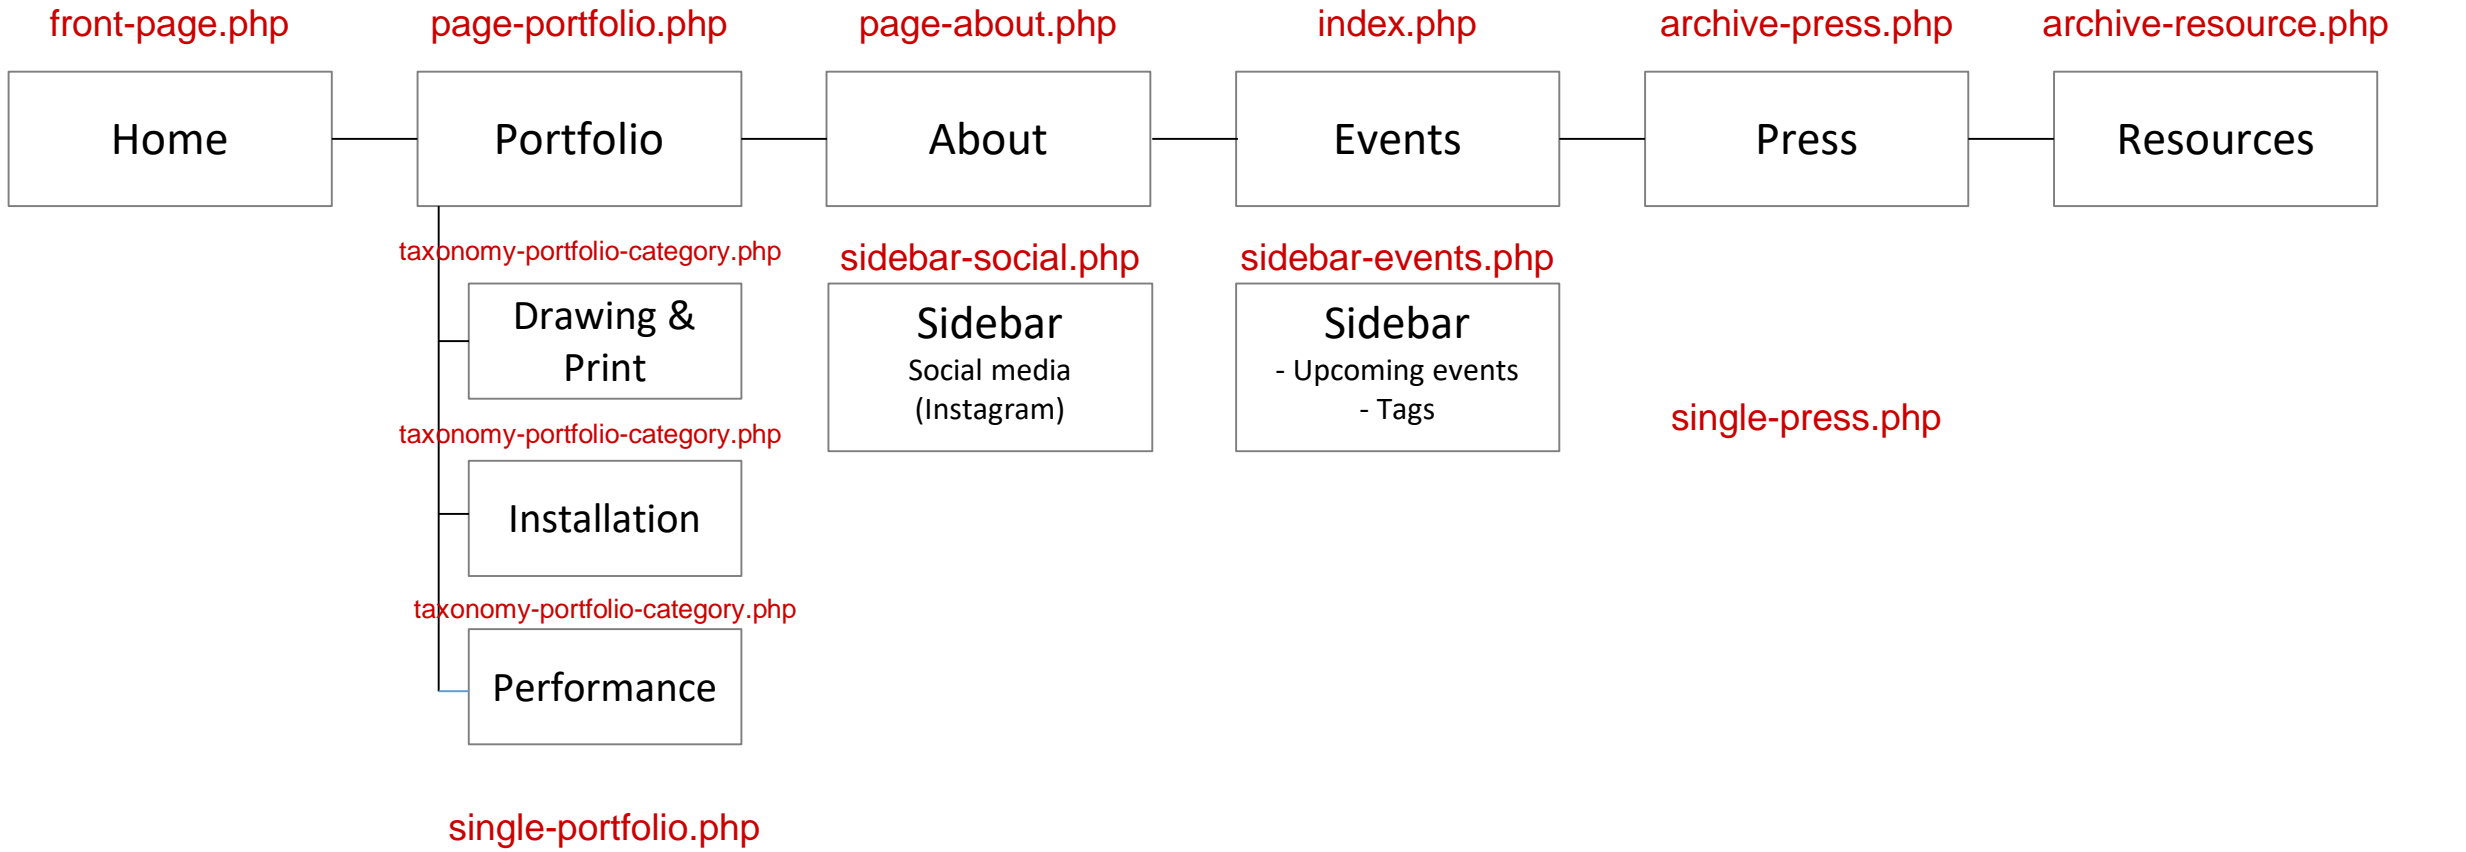 front-page.php
page-portfolio.php
page-about.php
index.php
archive-press.php
archive-resource.php
Home
Portfolio
About
Events
Press
Resources
taxonomy-portfolio-category.php
Drawing &
Print
taxonomy-portfolio-category.php
Installation
taxonomy-portfolio-category.php
Performance
single-portfolio.php
sidebar-social.php
Sidebar
Social media
(Instagram)
sidebar-events.php
Sidebar
- Upcoming events
- Tags
single-press.php